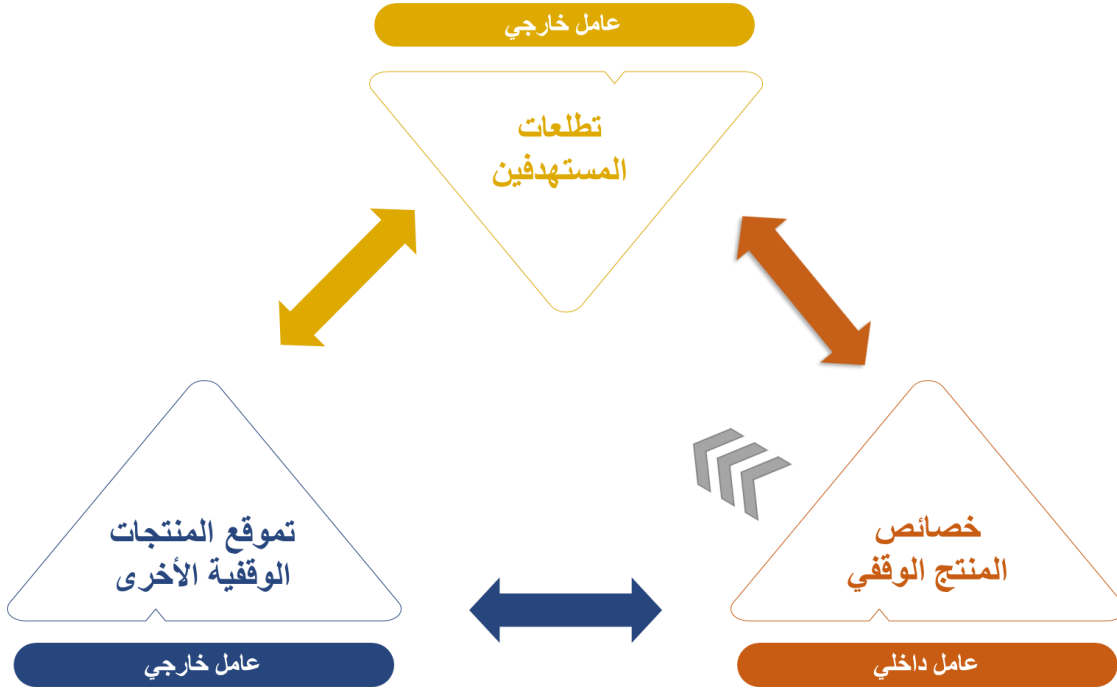 عامل خارجي
تطلعات
المستهدفين
خصائص
المنتج الوقفي
عامل داخلي
تموقع المنتجات
الوقفية الأخرى
عامل خارجي